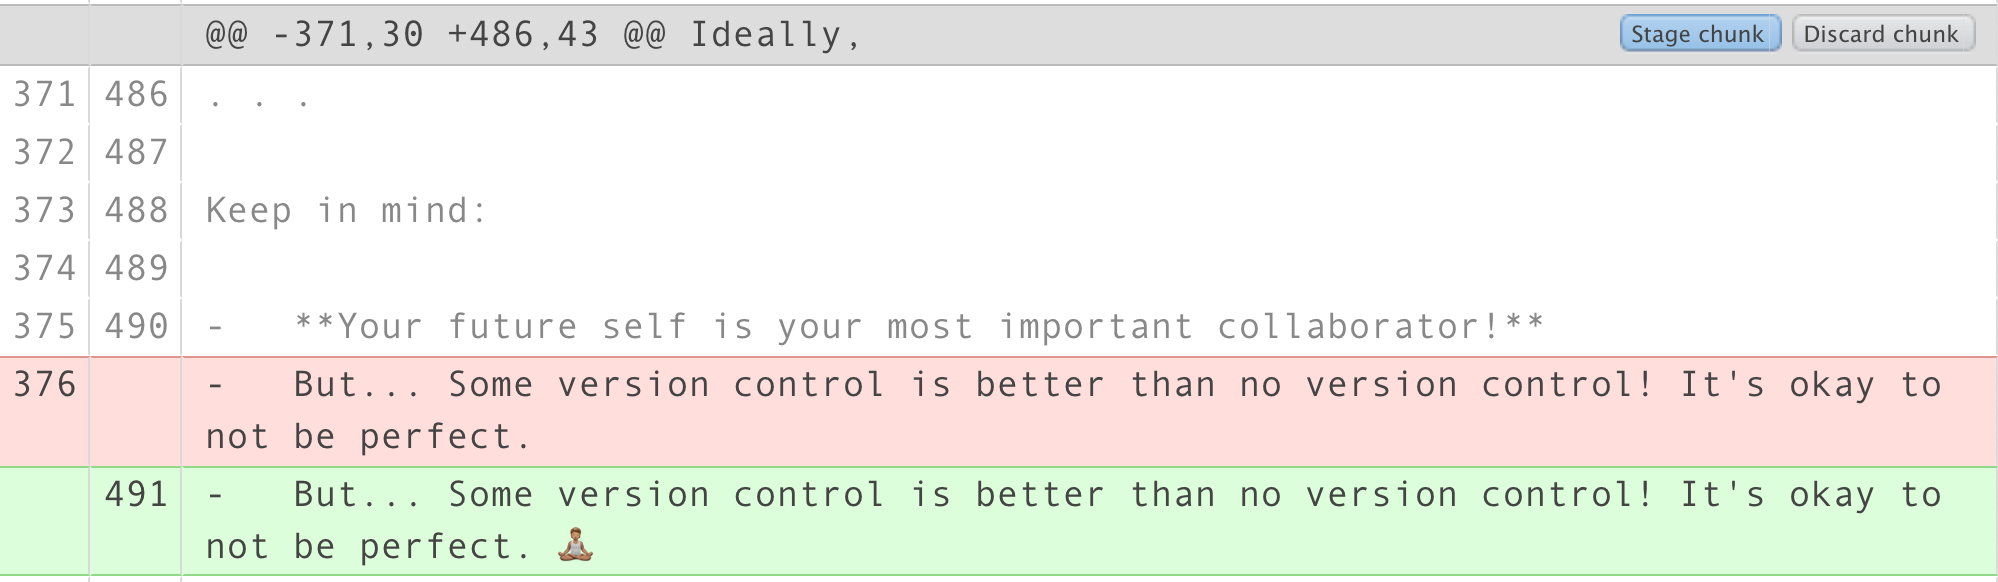 @@ -371,30 +486,43 @@ Ideally, Stage chunk Discard chunk
371 486 . . .
372 487
373 488 Keep in mind:
374 489
375 490 -   **Your future self is your most important collaborator!**
376 -   But... Some version control is better than no version control! It's okay to
not be perfect.
491 -   But... Some version control is better than no version control! It's okay to
not be perfect. 🧘🏽